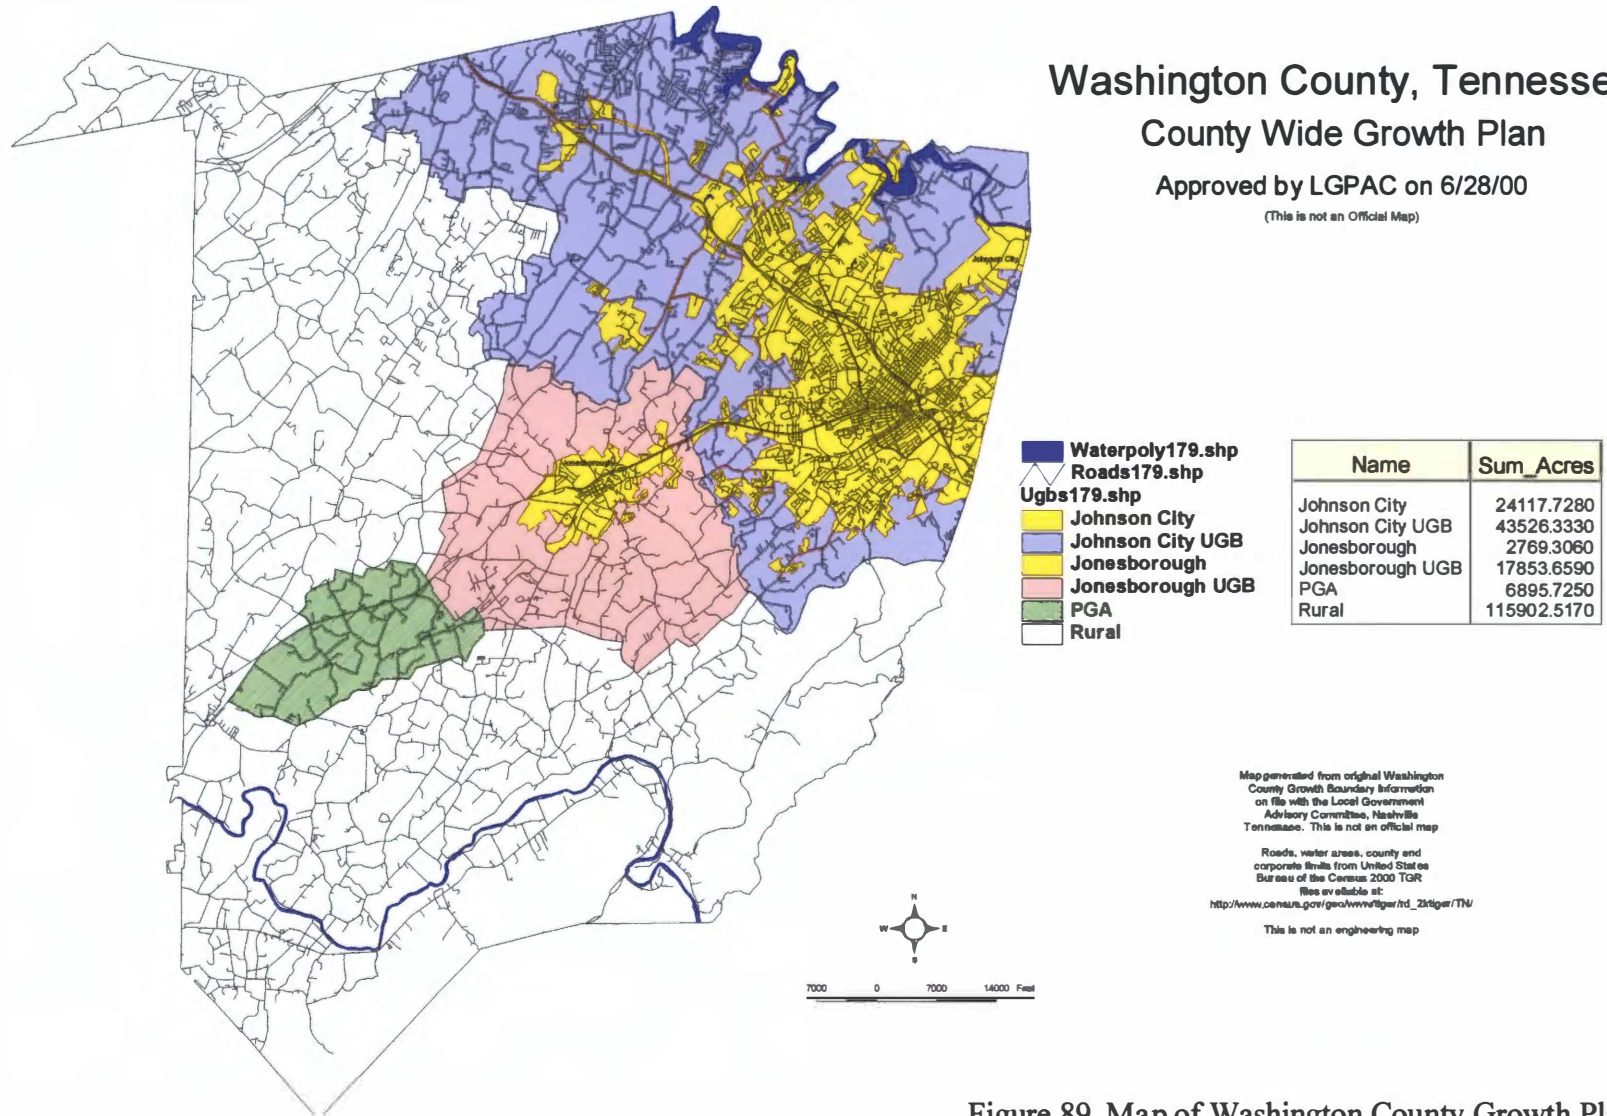 Washington County, Tennesse
County Wide Growth Plan
Approved by LGPAC on 6/28/00
(This is not an Official Map)
Johnson City
Jonesborough
Waterpoly179.shp
Roads179.shp
Ugbs179.shp
Johnson City
Johnson City UGB
Jonesborough
Jonesborough UGB
PGA
Rural
Name Sum_Acres
Johnson City 24117.7280
Johnson City UGB 43526.3330
Jonesborough 2769.3060
Jonesborough UGB 17853.6590
PGA 6895.7250
Rural 115902.5170
Map generated from original Washington
County Growth Boundary Information
on file with the Local Government
Advisory Committee, Nashville
Tennessee. This is not an official map
Roads, water areas, county and
corporate limits from United States
Bureau of the Census 2000 TGR
files available at:
This is not an engineering map
N
W E
S
7000 0 7000 14000 Feet
Figure 89. Map of Washington County Growth Pl